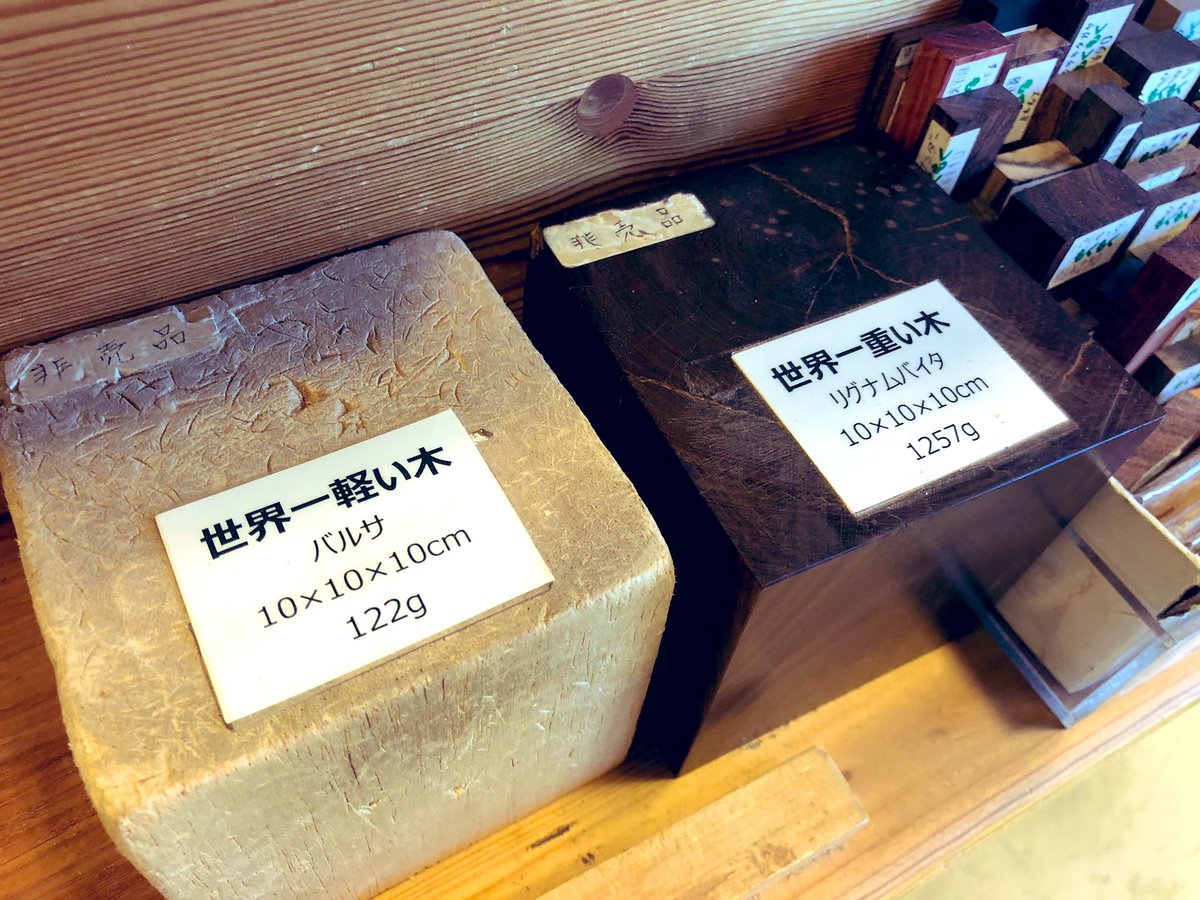 非売品
世界一軽い木
バルサ
10×10×10cm
122g
非売品
世界一重い木
リグナムバイタ
10×10×10cm
1257g